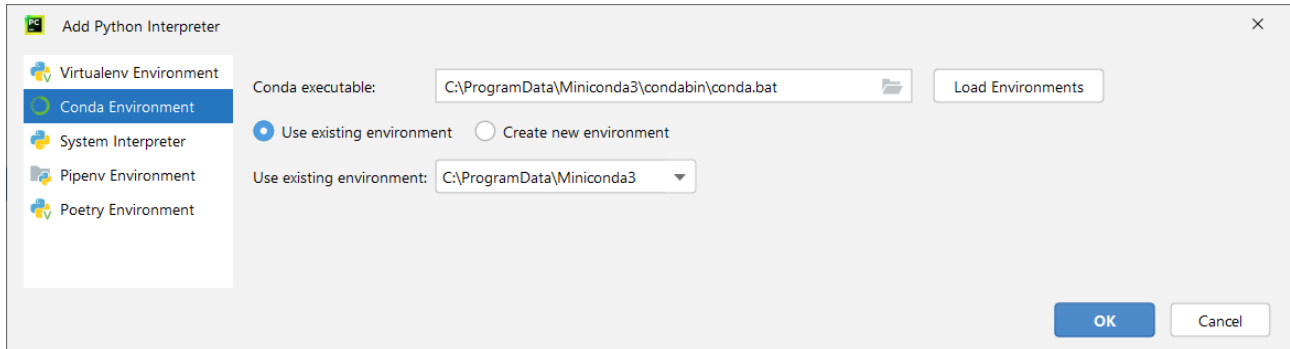 PC
Add Python Interpreter
Virtualenv Environment
Conda Environment
System Interpreter
Pipenv Environment
Poetry Environment
Conda executable: C:\ProgramData\Miniconda3\condabin\conda.bat Load Environments
Use existing environment Create new environment
Use existing environment: C:\ProgramData\Miniconda3
OK Cancel